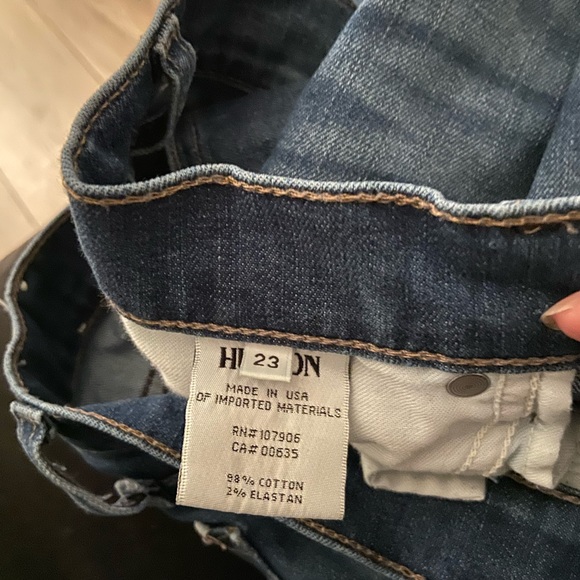 23
MADE IN USA
OF IMPORTED MATERIALS
RN# 107906
CA# 00635
98% COTTON
2% ELASTAN